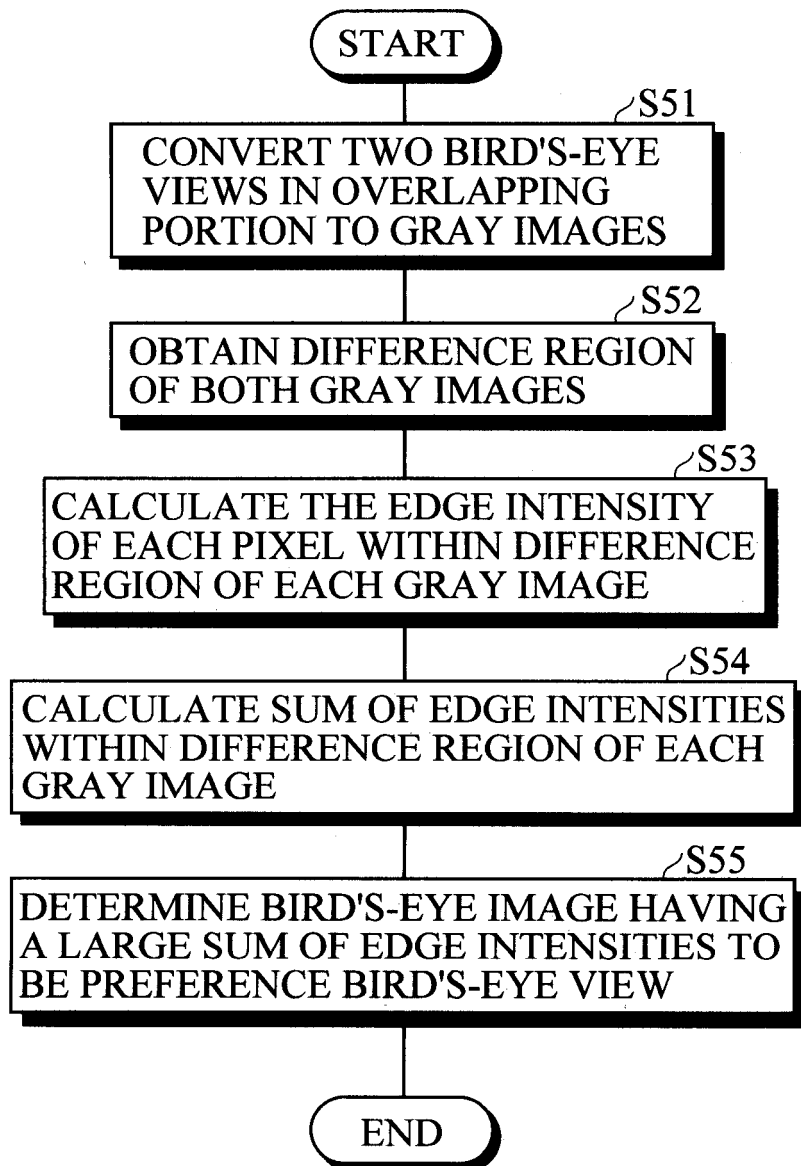 START
S51
CONVERT TWO BIRD'S-EYE
VIEWS IN OVERLAPPING
PORTION TO GRAY IMAGES
S52
OBTAIN DIFFERENCE REGION
OF BOTH GRAY IMAGES
S53
CALCULATE THE EDGE INTENSITY
OF EACH PIXEL WITHIN DIFFERENCE
REGION OF EACH GRAY IMAGE
S54
CALCULATE SUM OF EDGE INTENSITIES
WITHIN DIFFERENCE REGION OF EACH
GRAY IMAGE
S55
DETERMINE BIRD'S-EYE IMAGE HAVING
A LARGE SUM OF EDGE INTENSITIES TO
BE PREFERENCE BIRD'S-EYE VIEW
END